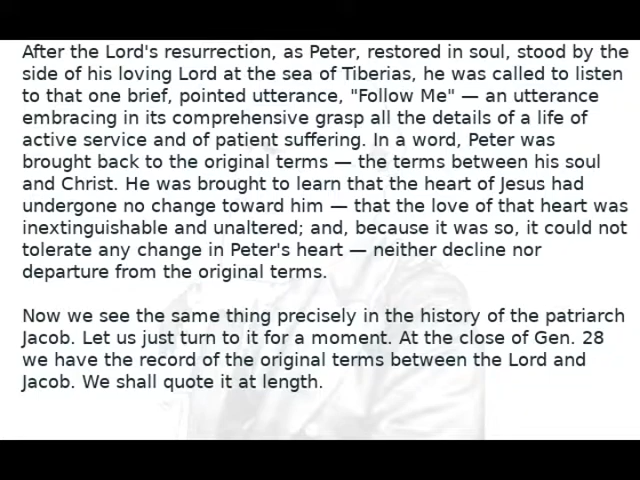 After the Lord's resurrection, as Peter, restored in soul, stood by the
side of his loving Lord at the sea of Tiberias, he was called to listen
to that one brief, pointed utterance, "Follow Me" — an utterance
embracing in its comprehensive grasp all the details of a life of
active service and of patient suffering. In a word, Peter was
brought back to the original terms — the terms between his soul
and Christ. He was brought to learn that the heart of Jesus had
undergone no change toward him — that the love of that heart was
inextinguishable and unaltered; and, because it was so, it could not
tolerate any change in Peter's heart — neither decline nor
departure from the original terms.
Now we see the same thing precisely in the history of the patriarch
Jacob. Let us just turn to it for a moment. At the close of Gen. 28
we have the record of the original terms between the Lord and
Jacob. We shall quote it at length.